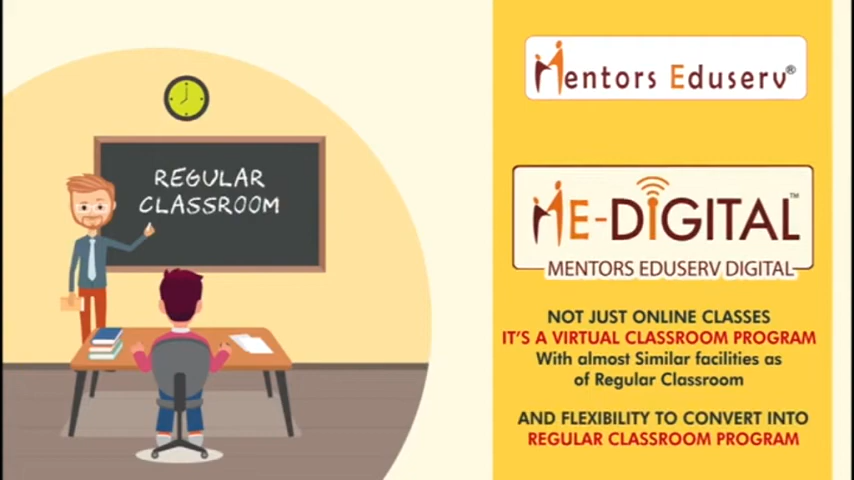 REGULAR
CLASSROOM
Mentors Eduserv®
ME-DIGITAL™
MENTORS EDUSERV DIGITAL
NOT JUST ONLINE CLASSES
IT'S A VIRTUAL CLASSROOM PROGRAM
With almost Similar facilities as
of Regular Classroom
AND FLEXIBILITY TO CONVERT INTO
REGULAR CLASSROOM PROGRAM